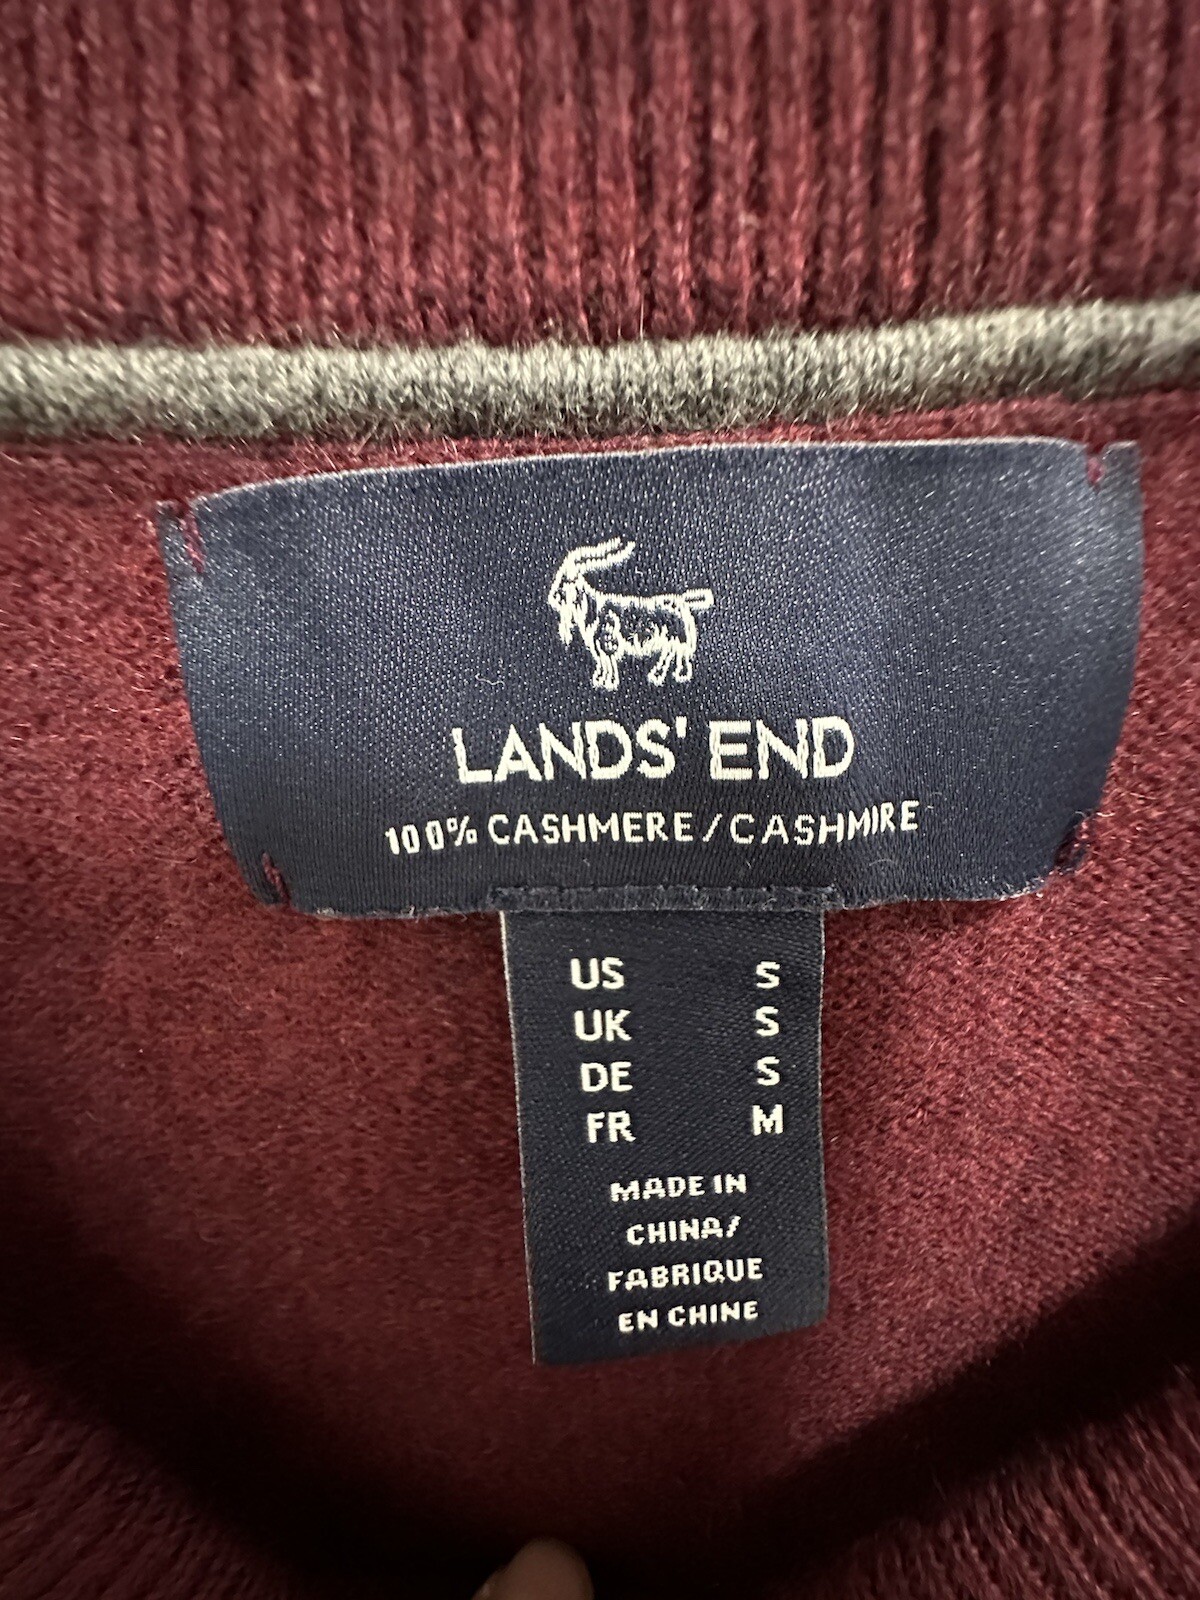 LANDS' END
100% CASHMERE/CASHMIRE
US S
UK S
DE S
FR M
MADE IN
CHINA/
FABRIQUE
EN CHINE